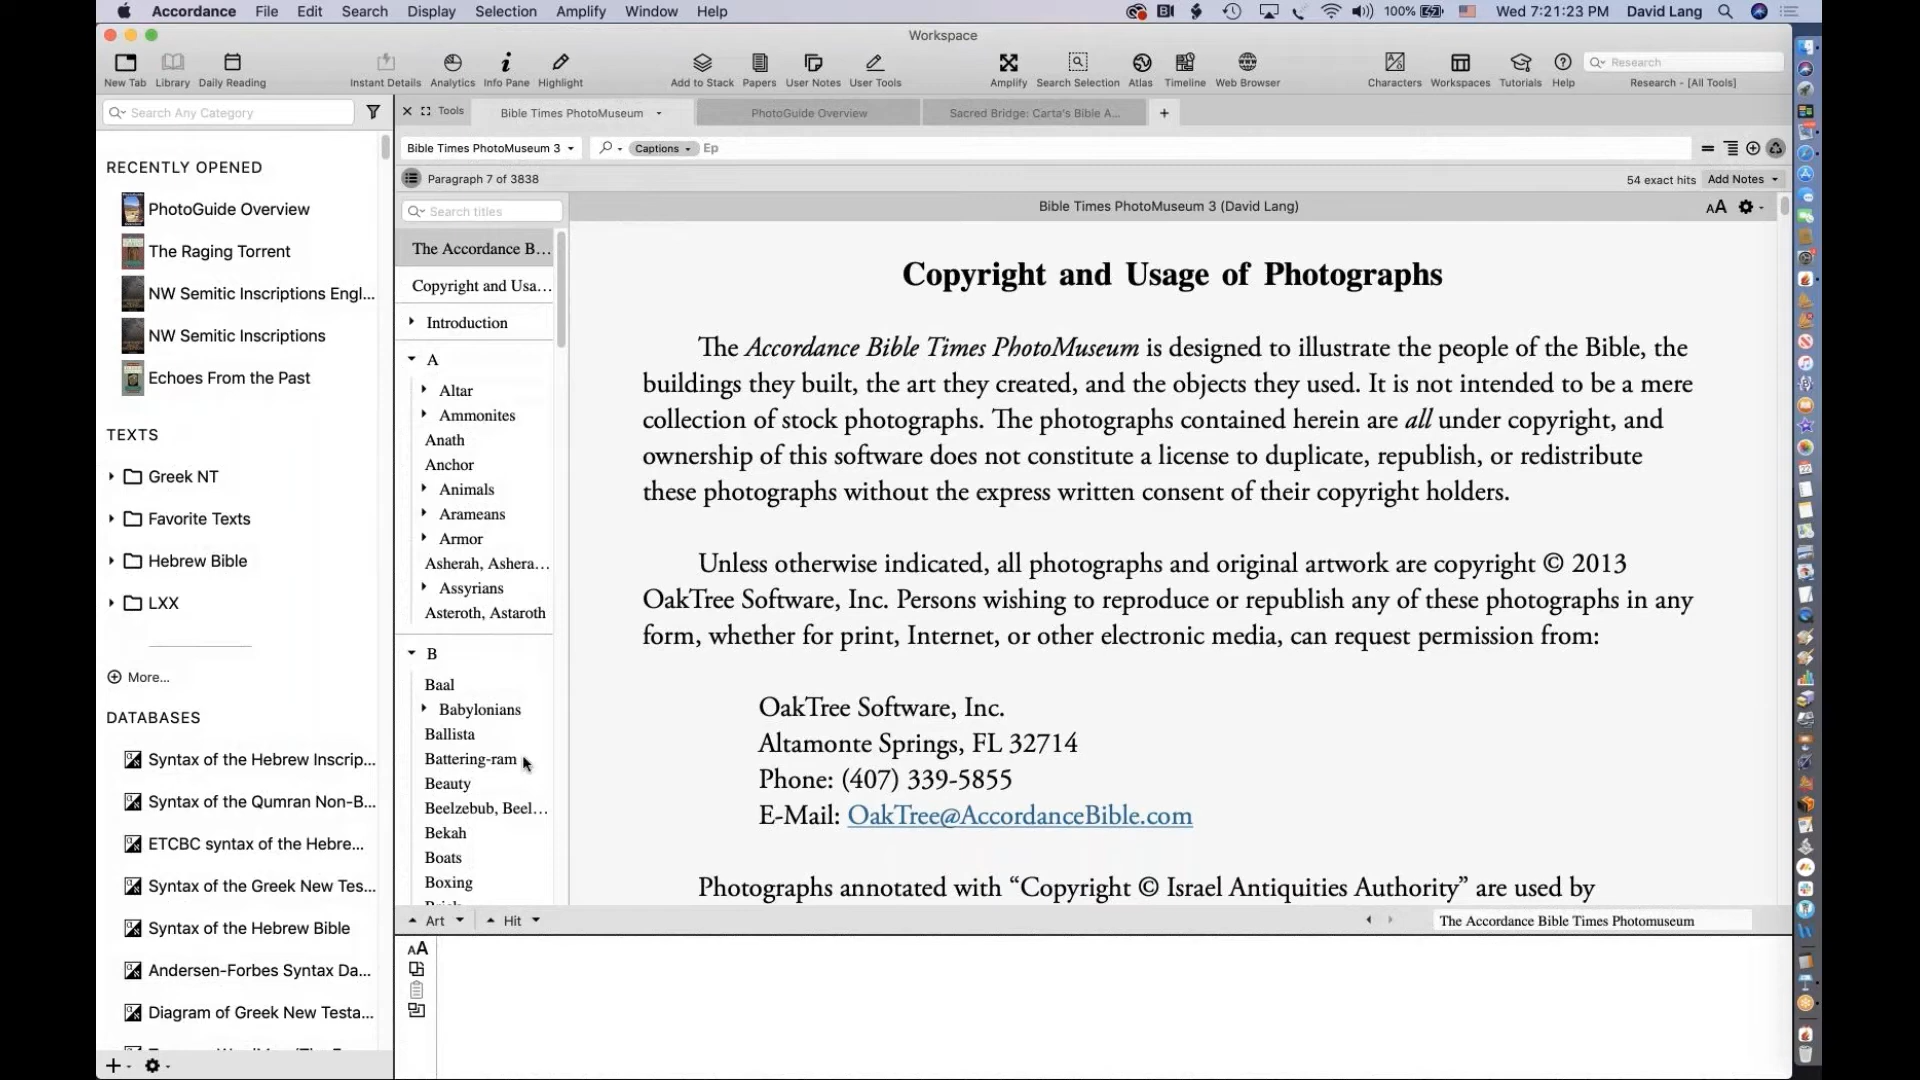 Accordance File Edit Search Display Selection Amplify Window Help
100% Wed 7:21:23 PM David Lang
Workspace
New Tab Library Daily Reading Instant Details Analytics Info Pane Highlight Add to Stack Papers User Notes User Tools Amplify Search Selection Atlas Timeline Web Browser Characters Workspaces Tutorials Help Research
Research - [All Tools]
Search Any Category
Tools Bible Times PhotoMuseum PhotoGuide Overview Sacred Bridge: Carta's Bible A...
Bible Times PhotoMuseum 3 Captions Ep
Paragraph 7 of 3838 54 exact hits Add Notes
RECENTLY OPENED
PhotoGuide Overview
The Raging Torrent
NW Semitic Inscriptions Engl...
NW Semitic Inscriptions
Echoes From the Past
TEXTS
Greek NT
Favorite Texts
Hebrew Bible
LXX
More...
DATABASES
Syntax of the Hebrew Inscrip...
Syntax of the Qumran Non-B...
ETCBC syntax of the Hebre...
Syntax of the Greek New Tes...
Syntax of the Hebrew Bible
Andersen-Forbes Syntax Da...
Diagram of Greek New Testa...
Search titles
The Accordance B...
Copyright and Usa...
Introduction
A
Altar
Ammonites
Anath
Anchor
Animals
Arameans
Armor
Asherah, Ashera...
Assyrians
Asteroth, Astaroth
B
Baal
Babylonians
Ballista
Battering-ram
Beauty
Beelzebub, Beel...
Bekah
Boats
Boxing
Bible Times PhotoMuseum 3 (David Lang)
AA
Copyright and Usage of Photographs
The Accordance Bible Times PhotoMuseum is designed to illustrate the people of the Bible, the
buildings they built, the art they created, and the objects they used. It is not intended to be a mere
collection of stock photographs. The photographs contained herein are all under copyright, and
ownership of this software does not constitute a license to duplicate, republish, or redistribute
these photographs without the express written consent of their copyright holders.
Unless otherwise indicated, all photographs and original artwork are copyright © 2013
OakTree Software, Inc. Persons wishing to reproduce or republish any of these photographs in any
form, whether for print, Internet, or other electronic media, can request permission from:
OakTree Software, Inc.
Altamonte Springs, FL 32714
Phone: (407) 339-5855
E-Mail: OakTree@AccordanceBible.com
Photographs annotated with “Copyright © Israel Antiquities Authority” are used by
Art Hit The Accordance Bible Times Photomuseum
AA